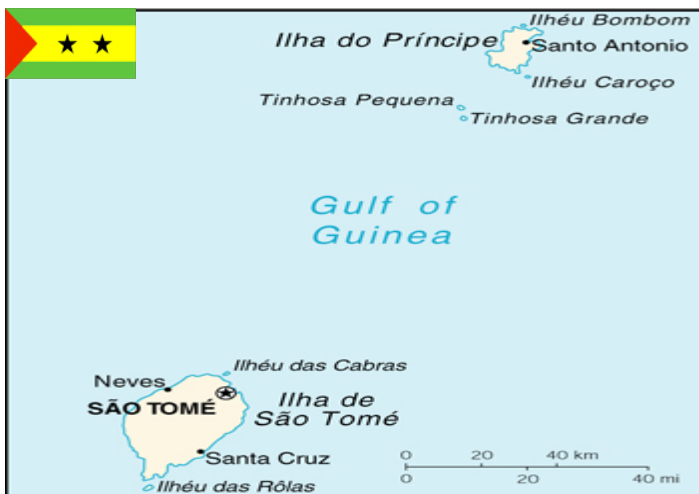 Ilhéu Bombom
Ilha do Príncipe
Santo Antonio
Ilhéu Caroço
Tinhosa Pequena
Tinhosa Grande
Gulf of
Guinea
Ilhéu das Cabras
Neves
SÃO TOMÉ
Ilha de
São Tomé
Santa Cruz
Ilhéu das Rôlas
0 20 40 km
0 20 40 mi